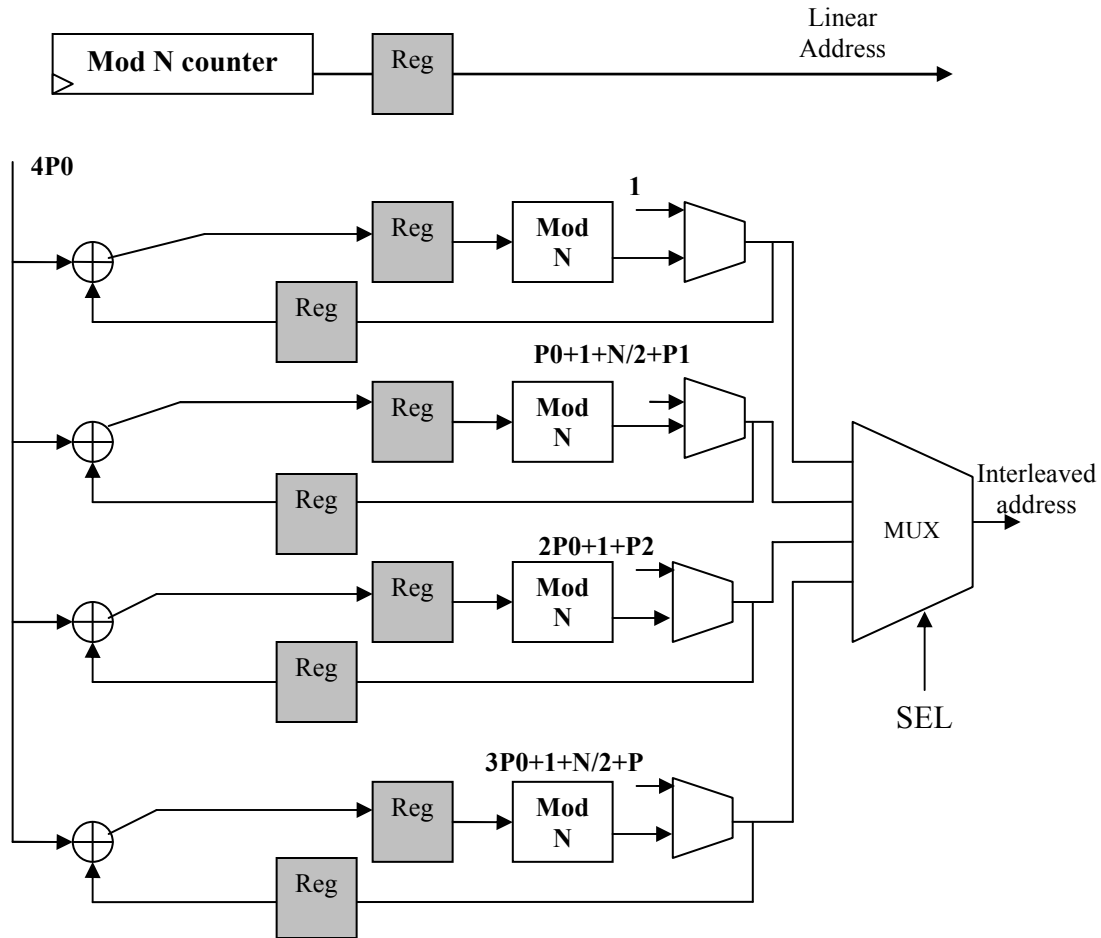 Linear
Address
Mod N counter
Reg
4P0
1
Reg
Mod
N
Reg
P0+1+N/2+P1
Reg
Mod
N
Reg
Interleaved
address
MUX
2P0+1+P2
Reg
Mod
N
Reg
SEL
3P0+1+N/2+P
Reg
Mod
N
Reg